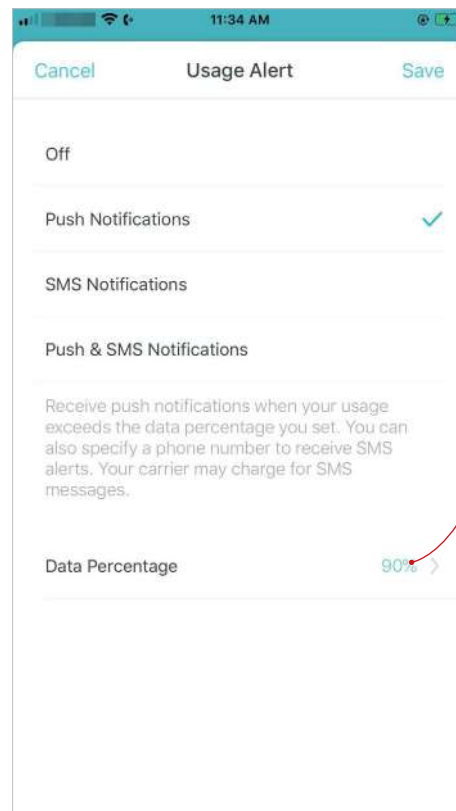 11:34 AM
Cancel Usage Alert Save
Off
Push Notifications
SMS Notifications
Push & SMS Notifications
Receive push notifications when your usage
exceeds the data percentage you set. You can
also specify a phone number to receive SMS
alerts. Your carrier may charge for SMS
messages.
Data Percentage 90%